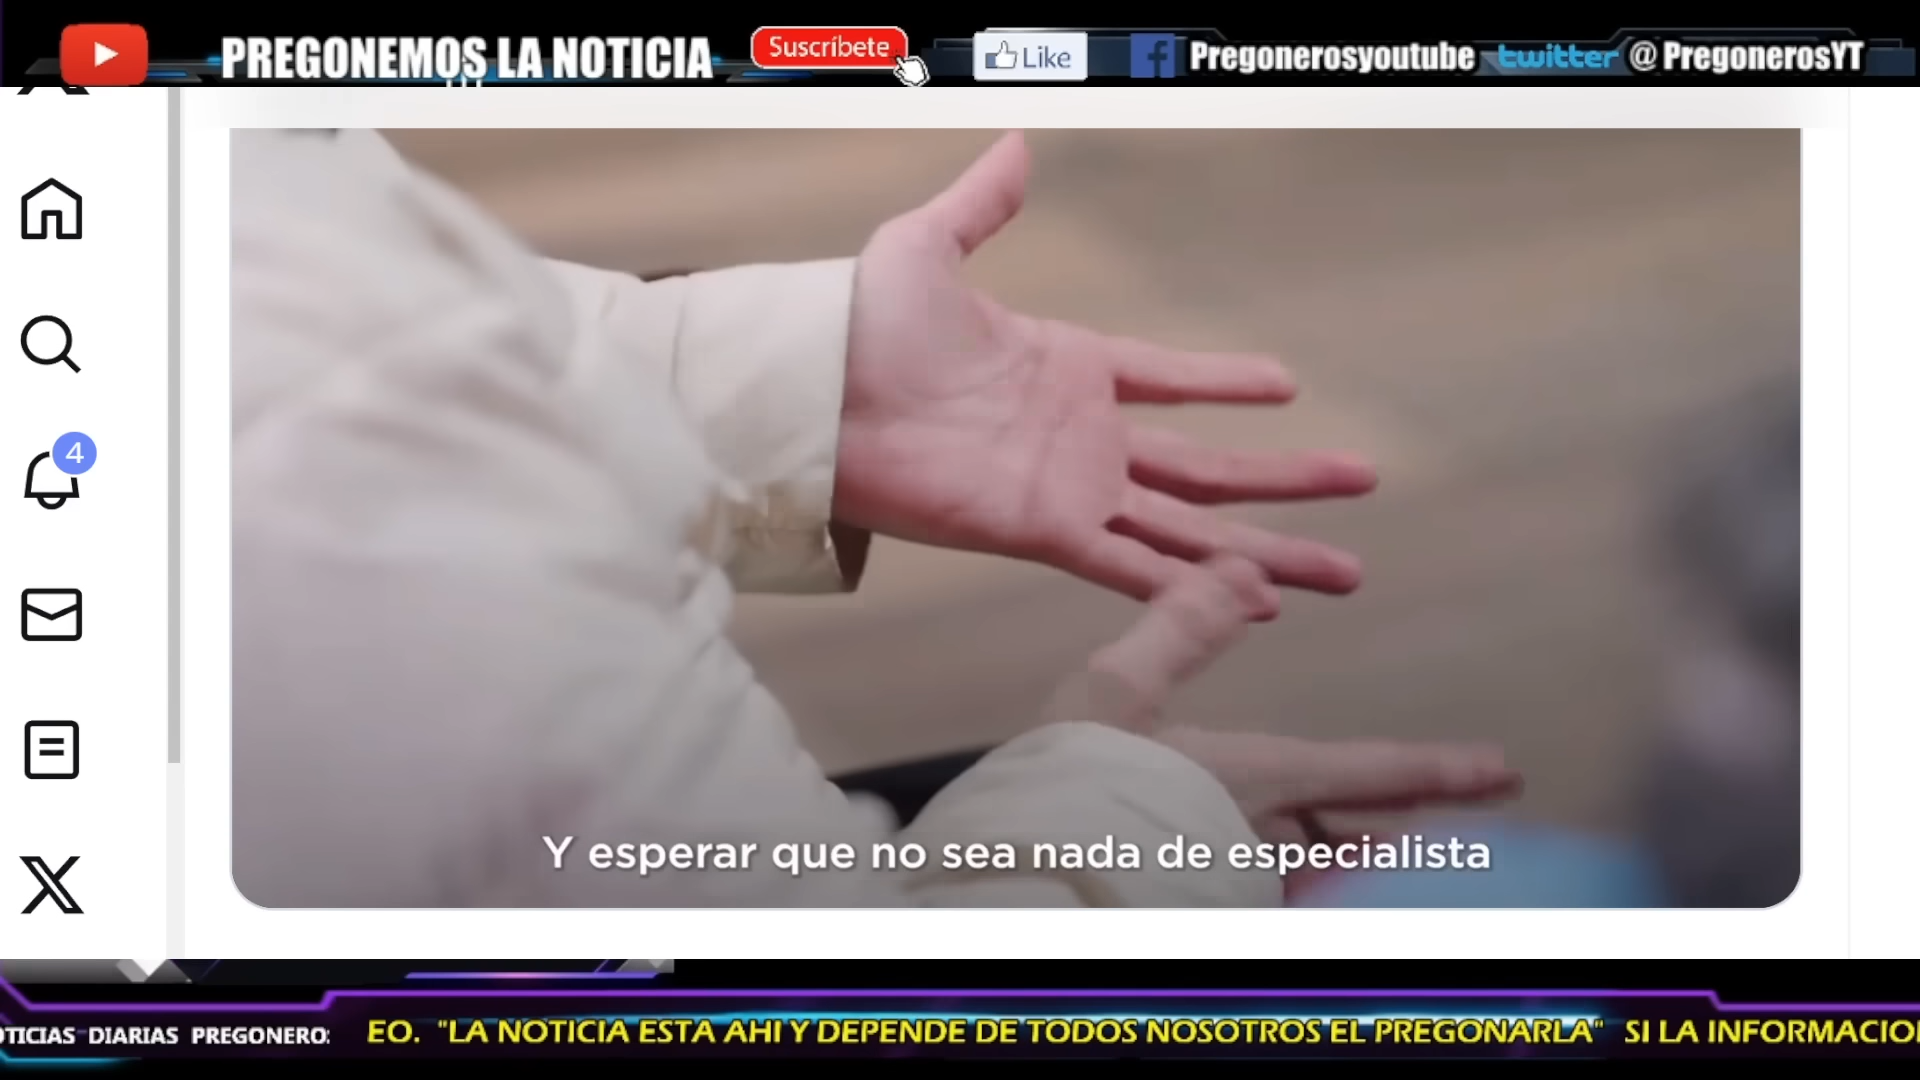 PREGONEMOS LA NOTICIA
Suscríbete
Like
Pregonerosyoutube
twitter @PregonerosYT
4
Y esperar que no sea nada de especialista
TICIAS DIARIAS PREGONERO
EO. "LA NOTICIA ESTA AHI Y DEPENDE DE TODOS NOSOTROS EL PREGONARLA" SI LA INFORMACIO